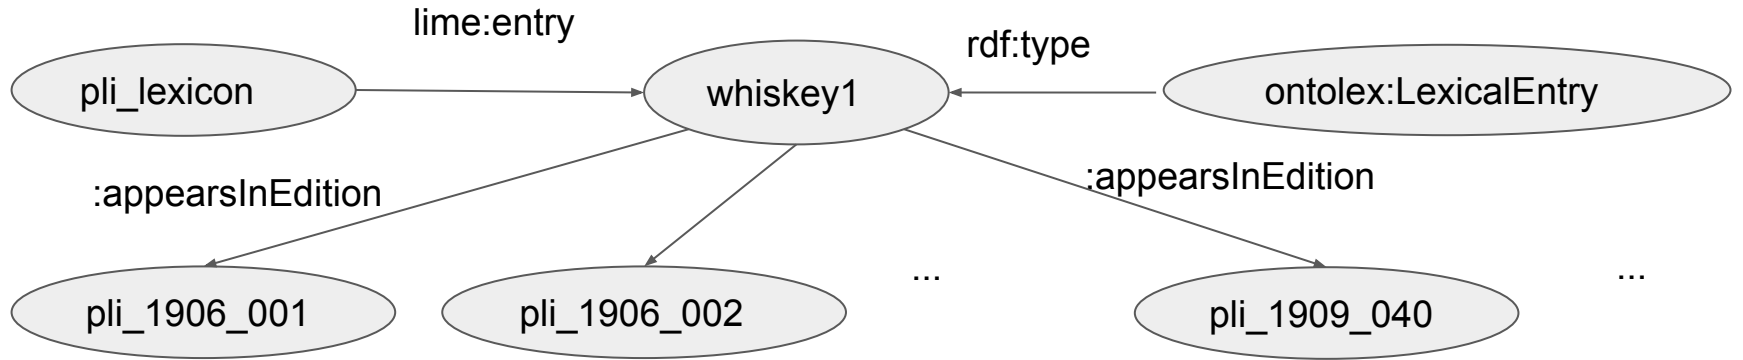 lime:entry
rdf:type
pli_lexicon
whiskey1
ontolex:LexicalEntry
:appearsInEdition
:appearsInEdition
...
...
pli_1906_001
pli_1906_002
pli_1909_040